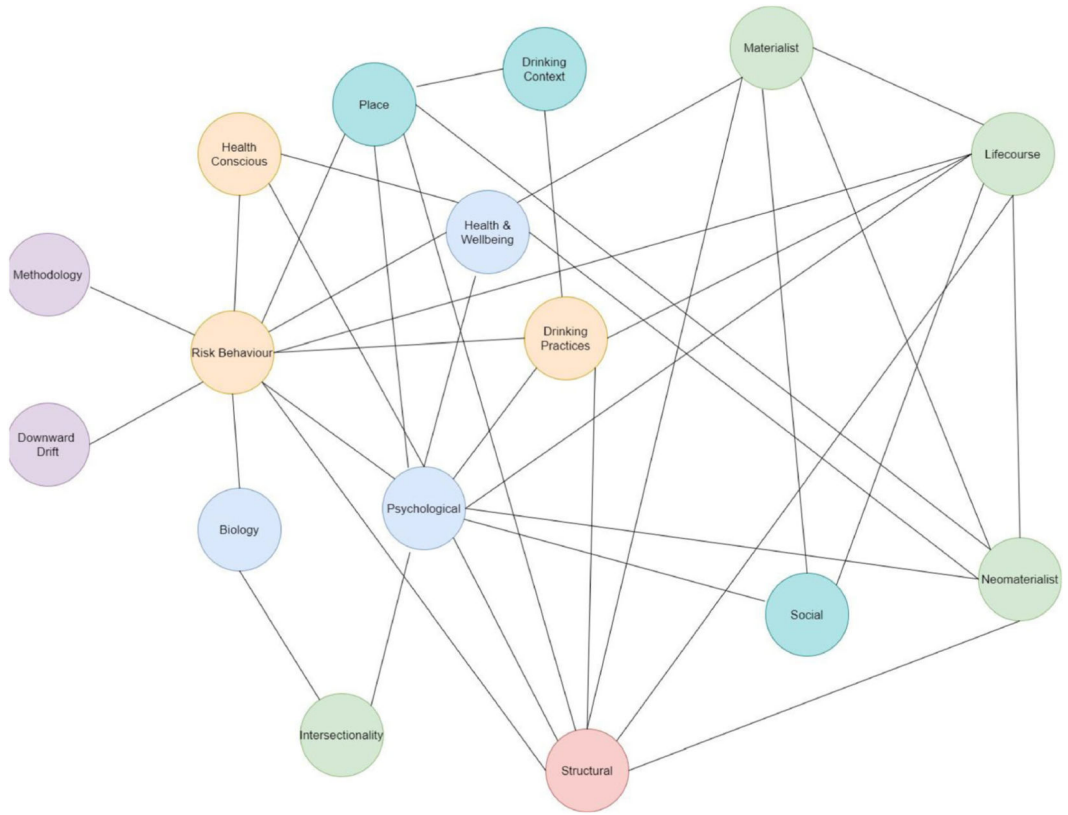 Materialist
Drinking
Context
Place
Health
Conscious
Lifecourse
Health &
Wellbeing
Methodology
Drinking
Practices
Risk Behaviour
Downward
Drift
Psychological
Biology
Neomaterialist
Social
Intersectionality
Structural